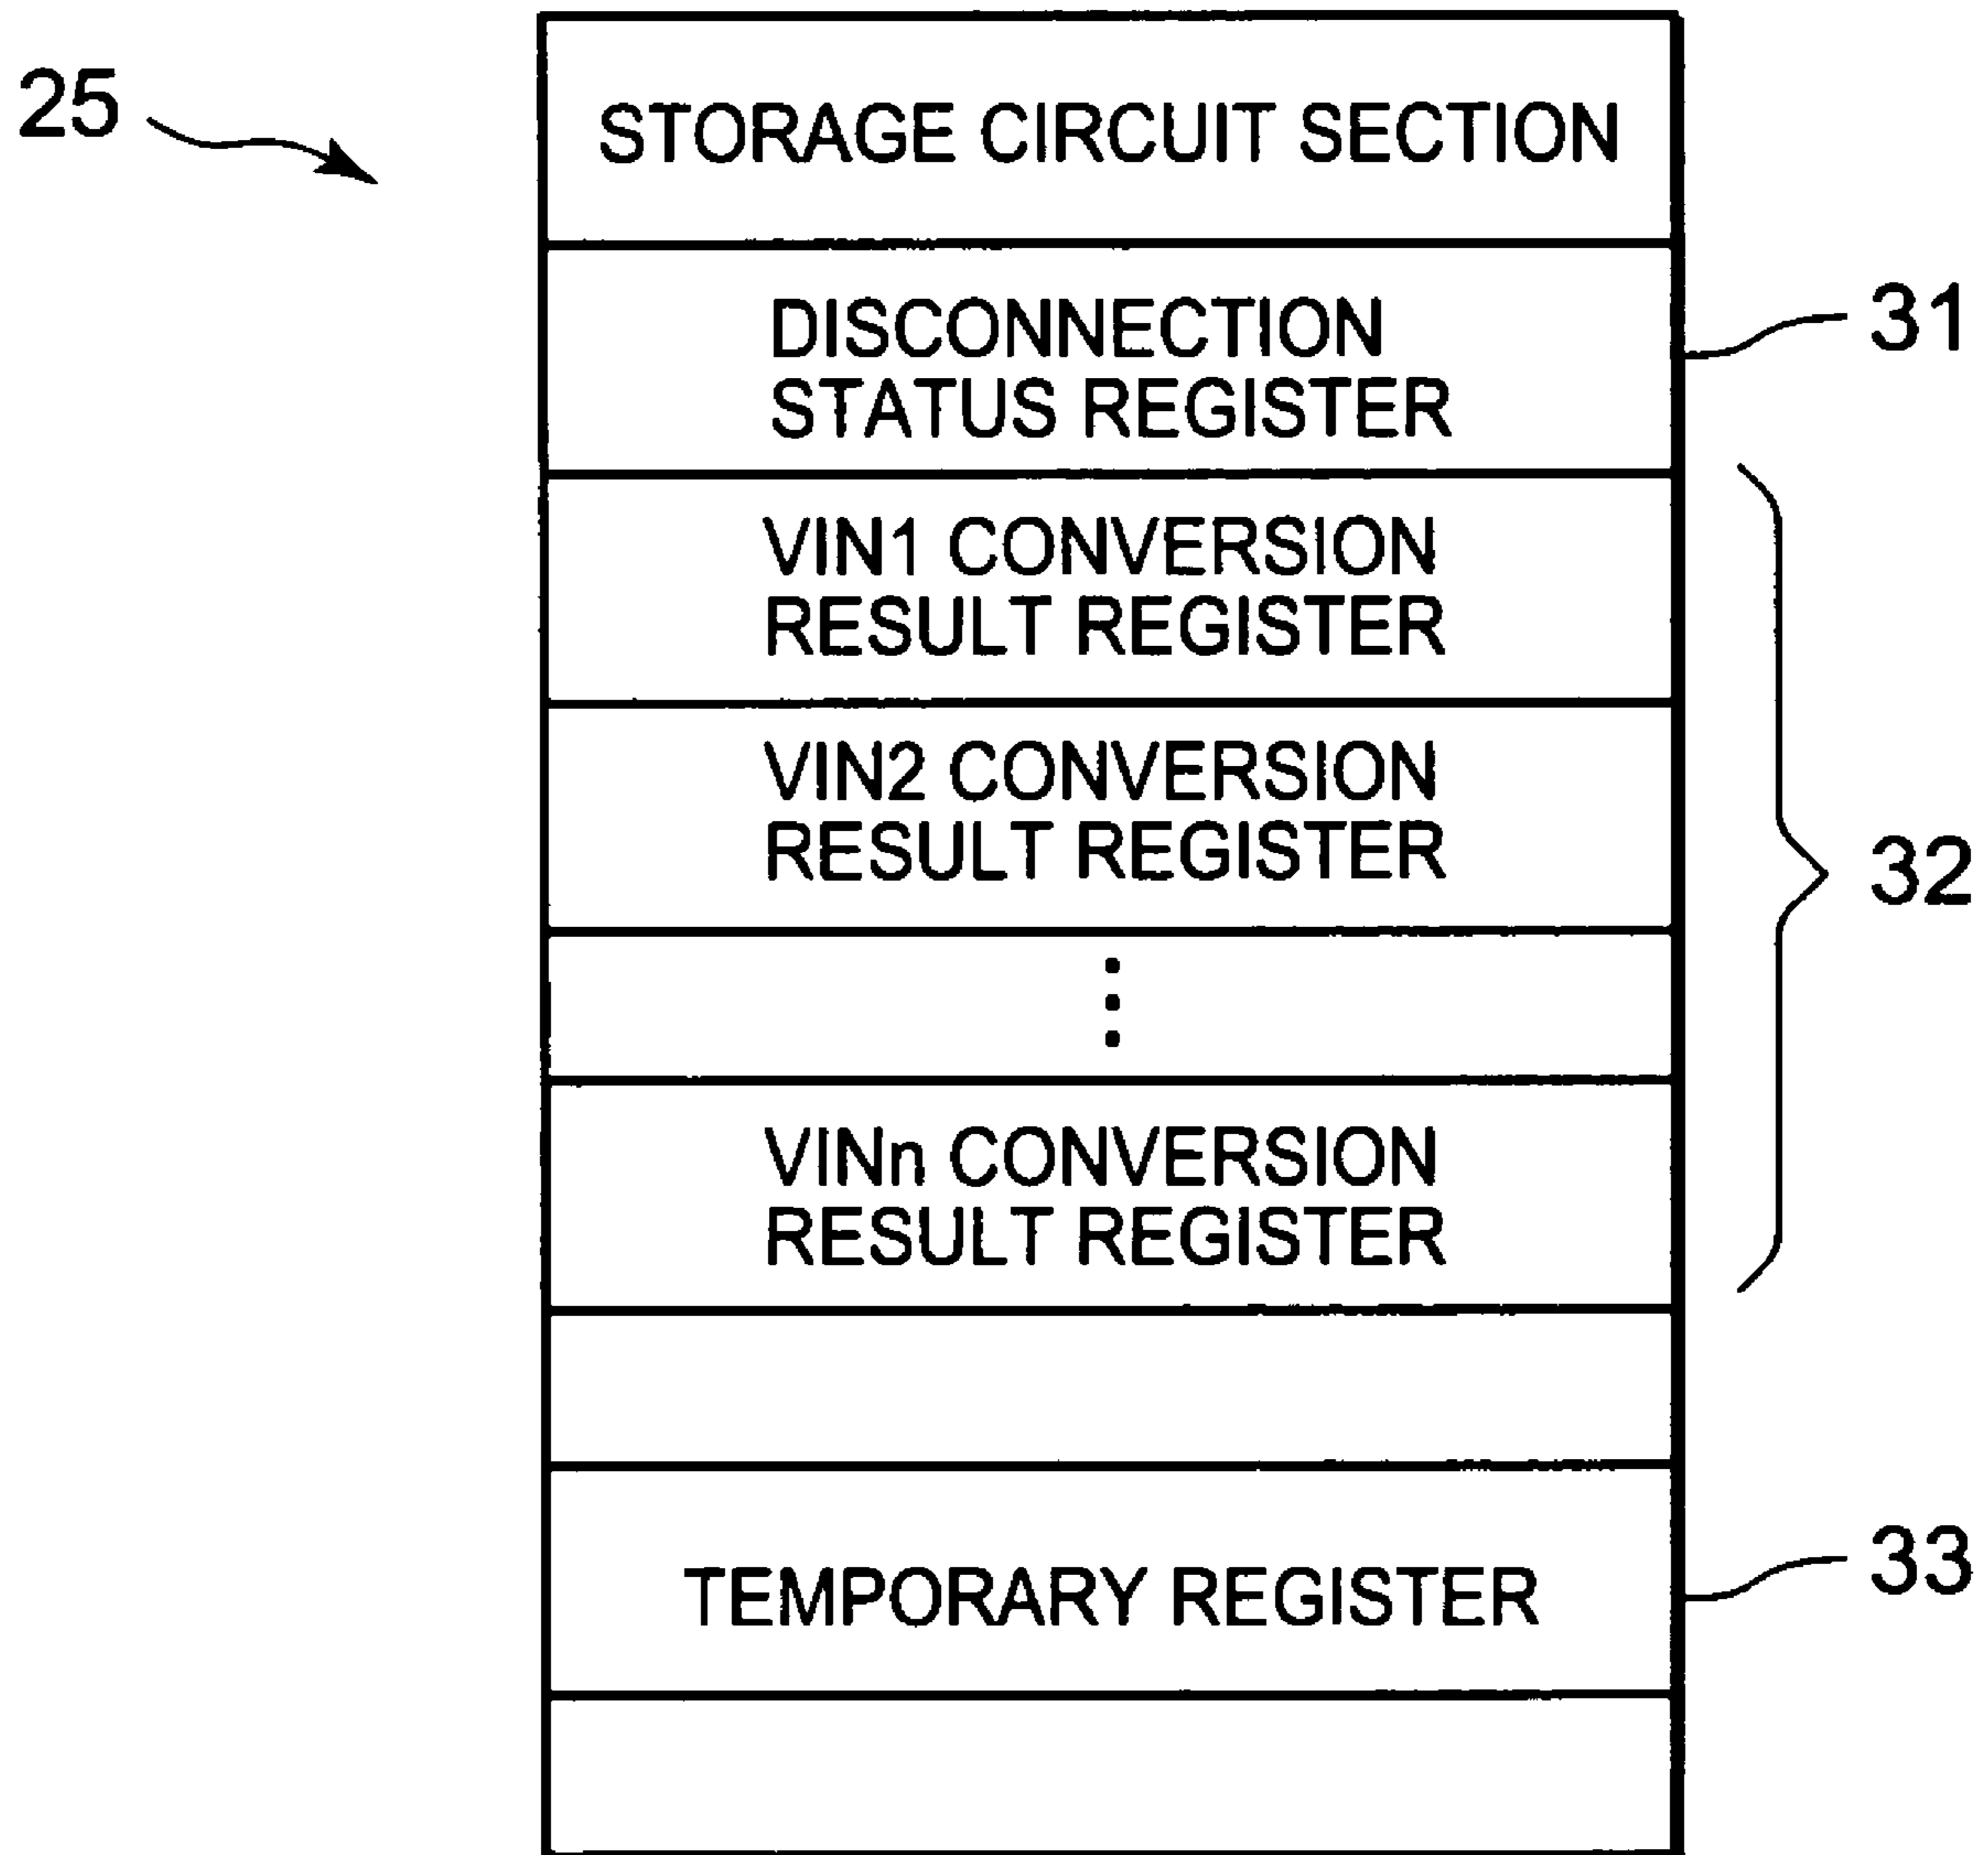 25
STORAGE CIRCUIT SECTION
DISCONNECTION
STATUS REGISTER
31
VIN1 CONVERSION
RESULT REGISTER
VIN2 CONVERSION
RESULT REGISTER
32
VINn CONVERSION
RESULT REGISTER
TEMPORARY REGISTER
33